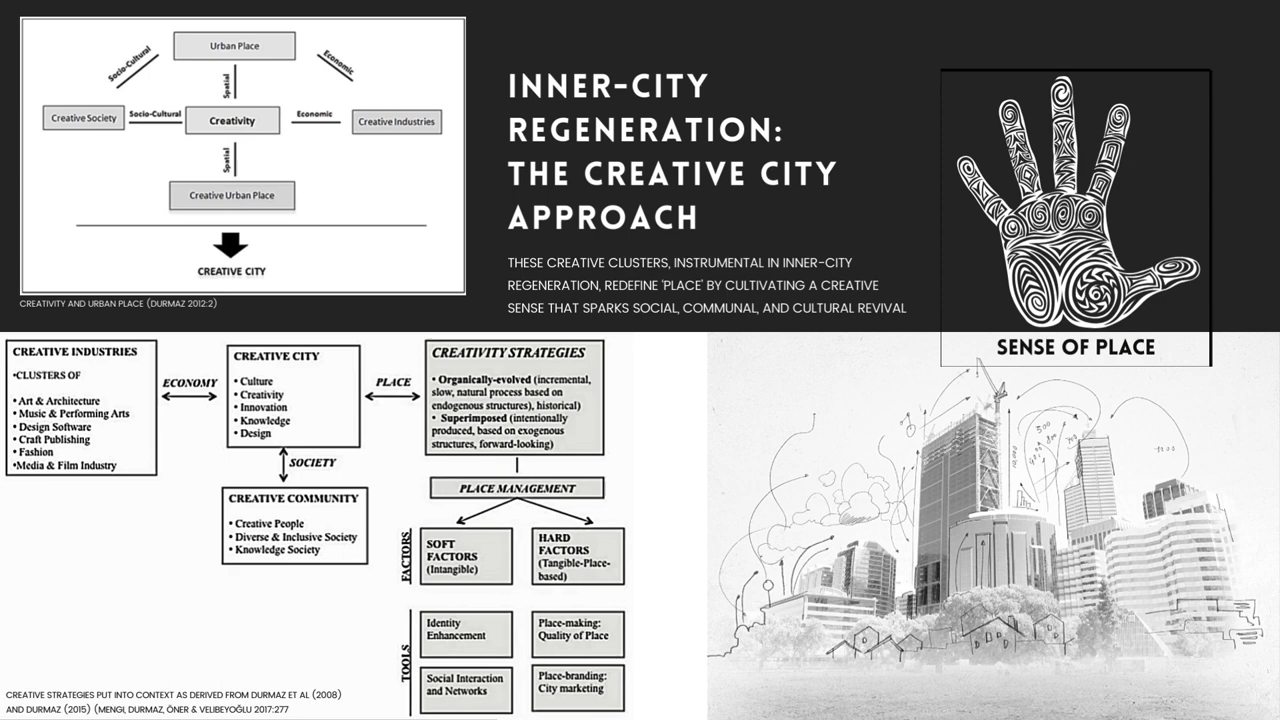 Urban Place
Socio-Cultural
Economic
Spatial
Creative Society
Socio-Cultural
Creativity
Economic
Creative Industries
Spatial
Creative Urban Place
CREATIVE CITY
CREATIVITY AND URBAN PLACE (DURMAZ 2012:2)
INNER-CITY
REGENERATION:
THE CREATIVE CITY
APPROACH
THESE CREATIVE CLUSTERS, INSTRUMENTAL IN INNER-CITY
REGENERATION, REDEFINE 'PLACE' BY CULTIVATING A CREATIVE
SENSE THAT SPARKS SOCIAL, COMMUNAL, AND CULTURAL REVIVAL
SENSE OF PLACE
CREATIVE INDUSTRIES
•CLUSTERS OF
•Art & Architecture
•Music & Performing Arts
•Design Software
•Craft Publishing
•Fashion
•Media & Film Industry
ECONOMY
CREATIVE CITY
• Culture
• Creativity
• Innovation
• Knowledge
• Design
PLACE
CREATIVITY STRATEGIES
• Organically-evolved (incremental,
slow, natural process based on
endogenous structures), historical)
• Superimposed (intentionally
produced, based on exogenous
structures, forward-looking)
SOCIETY
CREATIVE COMMUNITY
• Creative People
• Diverse & Inclusive Society
• Knowledge Society
PLACE MANAGEMENT
FACTORS
SOFT
FACTORS
(Intangible)
HARD
FACTORS
(Tangible-Place-
based)
TOOLS
Identity
Enhancement
Place-making:
Quality of Place
Social Interaction
and Networks
Place-branding:
City marketing
CREATIVE STRATEGIES PUT INTO CONTEXT AS DERIVED FROM DURMAZ ET AL (2008)
AND DURMAZ (2015) (MENGI, DURMAZ, ÖNER & VELIBEYOĞLU 2017:277